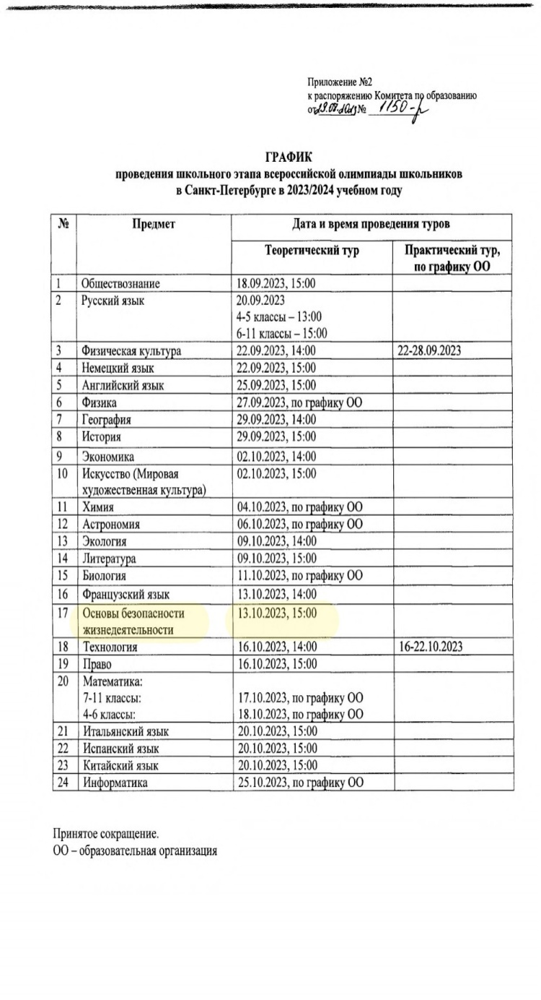 Приложение №2
к распоряжению Комитета по образованию
от № 1150-р
ГРАФИК
проведения школьного этапа всероссийской олимпиады школьников
в Санкт-Петербурге в 2023/2024 учебном году
№ Предмет Дата и время проведения туров
Теоретический тур Практический тур,
по графику ОО
1 Обществознание 18.09.2023, 15:00
2 Русский язык 20.09.2023
4-5 классы – 13:00
6-11 классы – 15:00
3 Физическая культура 22.09.2023, 14:00 22-28.09.2023
4 Немецкий язык 22.09.2023, 15:00
5 Английский язык 25.09.2023, 15:00
6 Физика 27.09.2023, по графику ОО
7 География 29.09.2023, 14:00
8 История 29.09.2023, 15:00
9 Экономика 02.10.2023, 14:00
10 Искусство (Мировая 02.10.2023, 15:00
художественная культура)
11 Химия 04.10.2023, по графику ОО
12 Астрономия 06.10.2023, по графику ОО
13 Экология 09.10.2023, 14:00
14 Литература 09.10.2023, 15:00
15 Биология 11.10.2023, по графику ОО
16 Французский язык 13.10.2023, 14:00
17 Основы безопасности 13.10.2023, 15:00
жизнедеятельности
18 Технология 16.10.2023, 14:00 16-22.10.2023
19 Право 16.10.2023, 15:00
20 Математика:
7-11 классы: 17.10.2023, по графику ОО
4-6 классы: 18.10.2023, по графику ОО
21 Итальянский язык 20.10.2023, 15:00
22 Испанский язык 20.10.2023, 15:00
23 Китайский язык 20.10.2023, 15:00
24 Информатика 25.10.2023, по графику ОО
Принятое сокращение.
ОО – образовательная организация